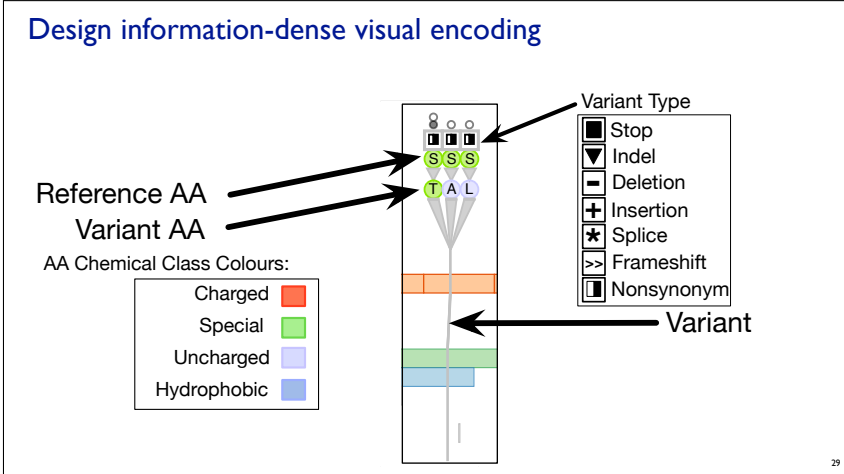 Design information-dense visual encoding
Variant Type
Stop
Indel
Deletion
Insertion
Splice
>> Frameshift
Nonsynonym
S S S
T A L
Reference AA
Variant AA
AA Chemical Class Colours:
Charged
Special
Uncharged
Hydrophobic
Variant
29